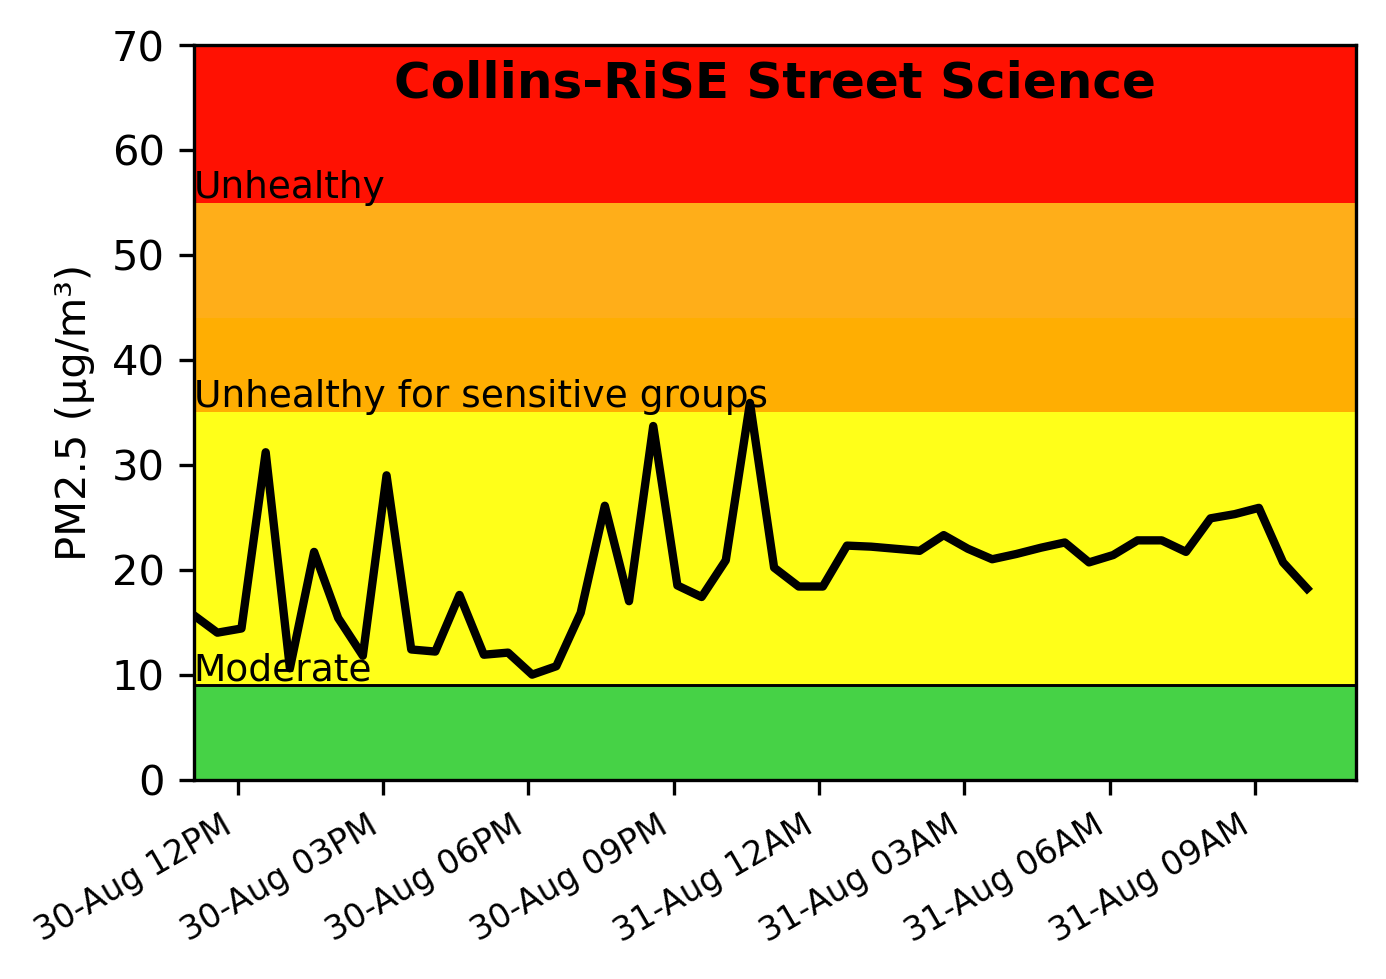 Collins-RiSE Street Science
PM2.5 (µg/m³)
70
60
Unhealthy
50
40
Unhealthy for sensitive groups
30
20
10
Moderate
0
30-Aug 12PM
30-Aug 03PM
30-Aug 06PM
30-Aug 09PM
31-Aug 12AM
31-Aug 03AM
31-Aug 06AM
31-Aug 09AM